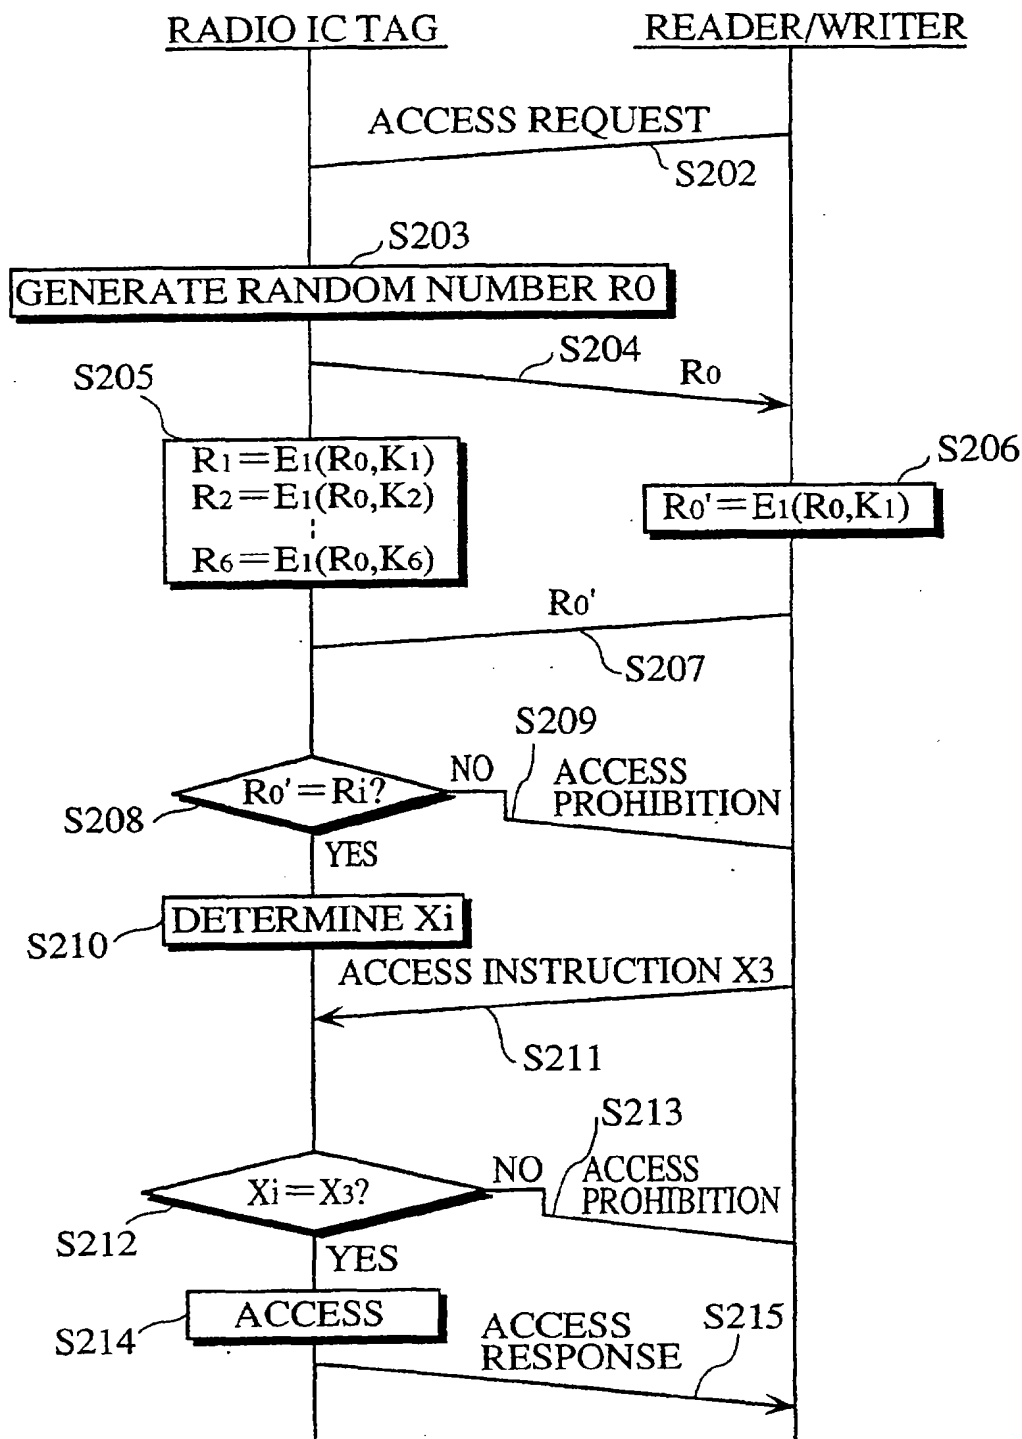 RADIO IC TAG
READER/WRITER
ACCESS REQUEST
S202
S203
GENERATE RANDOM NUMBER R0
S204
R0
S205
R1=E1(R0,K1)
R2=E1(R0,K2)
R6=E1(R0,K6)
S206
R0'=E1(R0,K1)
R0'
S207
S209
R0'=Ri?
NO
ACCESS
PROHIBITION
S208
YES
DETERMINE Xi
S210
ACCESS INSTRUCTION X3
S211
S213
Xi=X3?
NO
ACCESS
PROHIBITION
S212
YES
ACCESS
S214
ACCESS
RESPONSE
S215